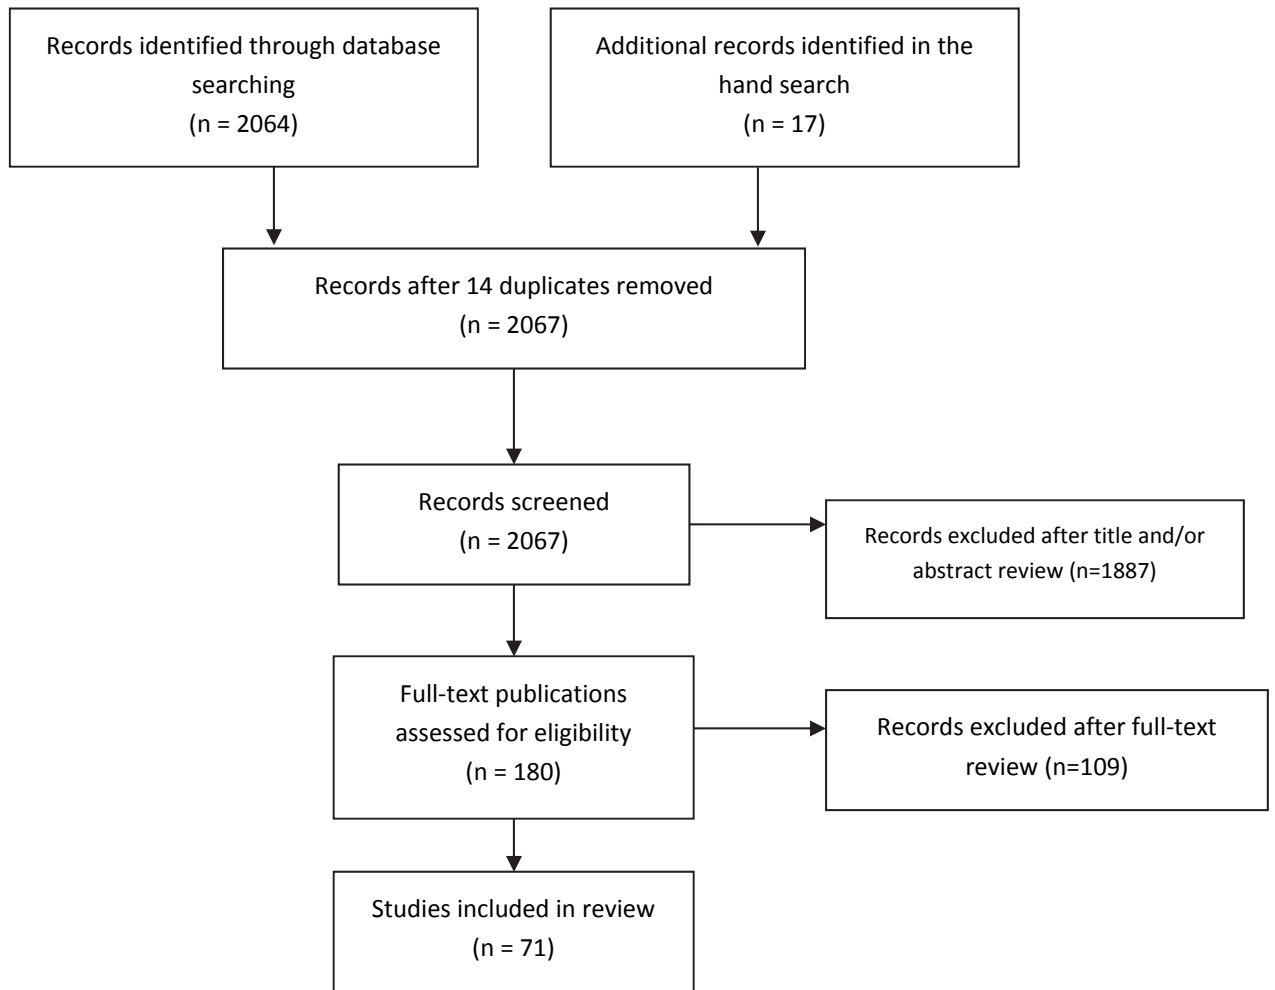 Records identified through database
searching
(n = 2064)
Additional records identified in the
hand search
(n = 17)
Records after 14 duplicates removed
(n = 2067)
Records screened
(n = 2067)
Records excluded after title and/or
abstract review (n=1887)
Full-text publications
assessed for eligibility
(n = 180)
Records excluded after full-text
review (n=109)
Studies included in review
(n = 71)